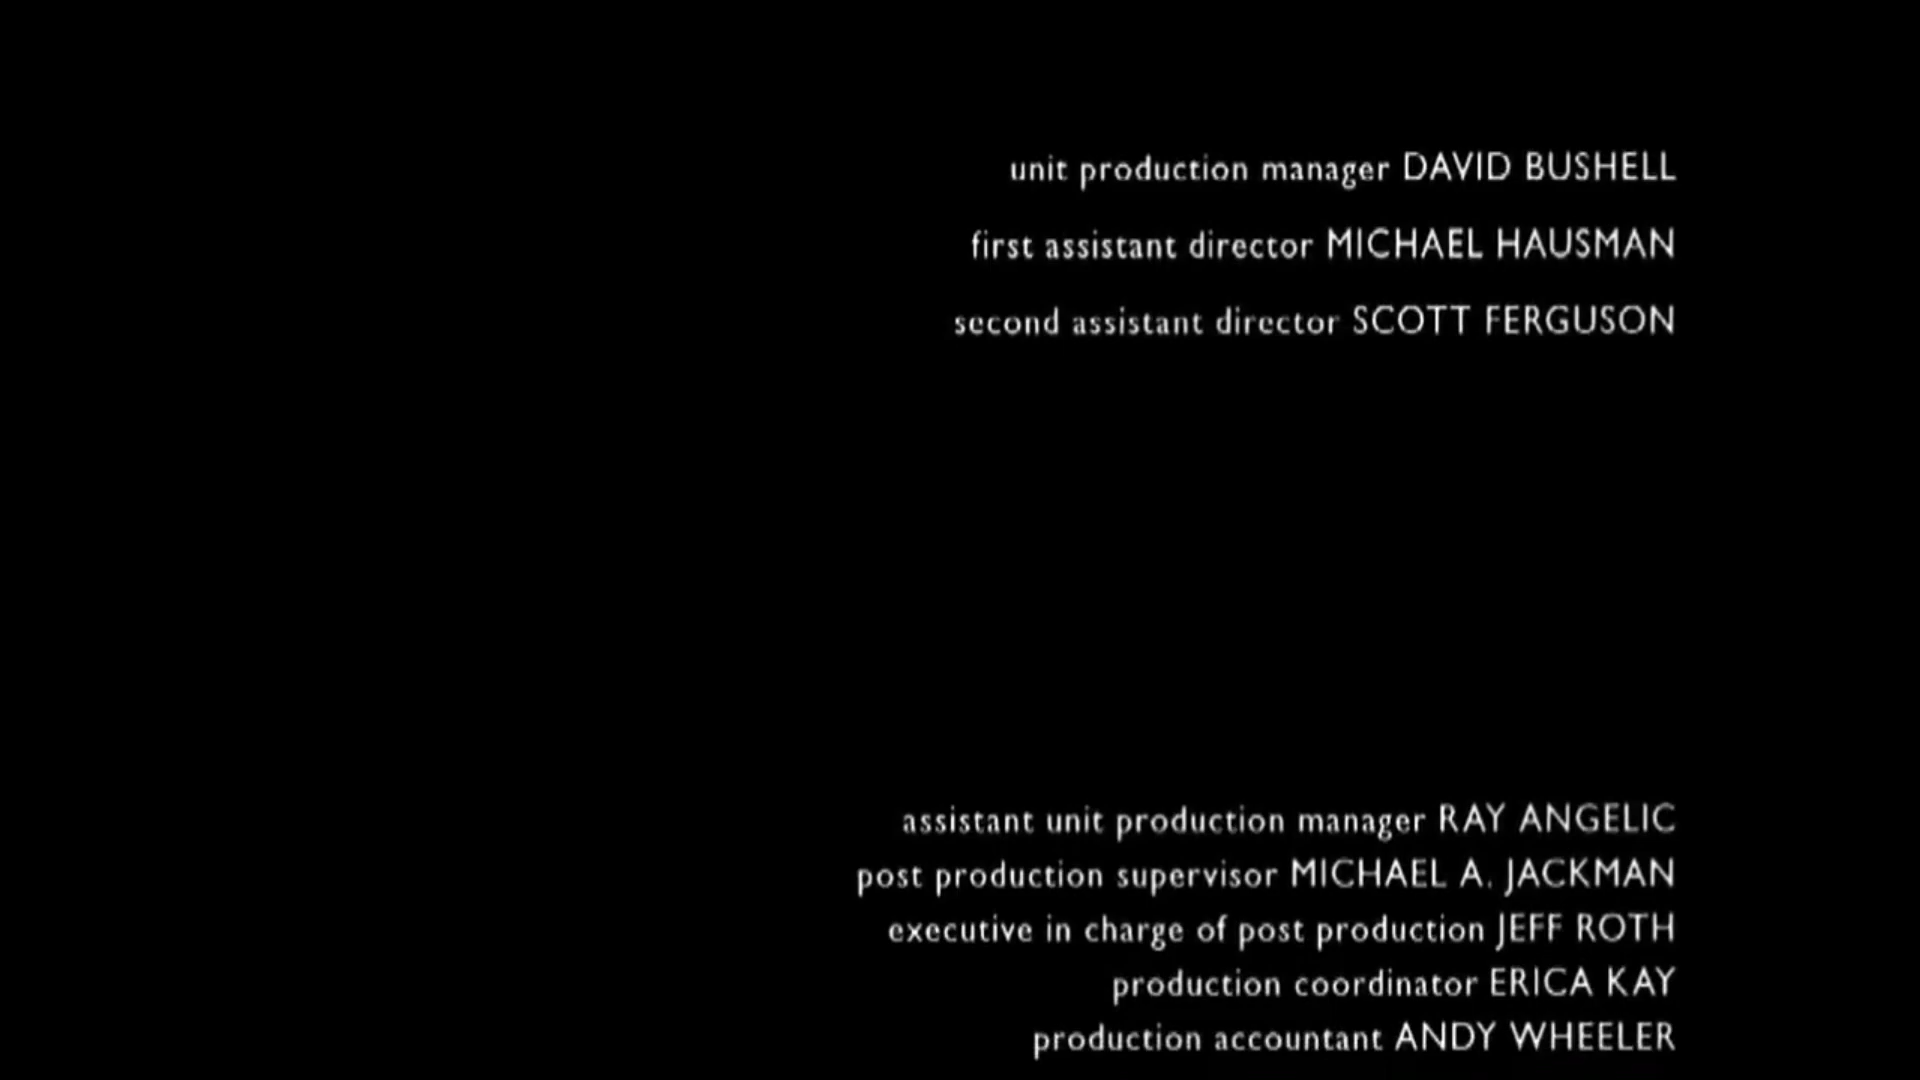 unit production manager DAVID BUSHELL
first assistant director MICHAEL HAUSMAN
second assistant director SCOTT FERGUSON
assistant unit production manager RAY ANGELIC
post production supervisor MICHAEL A. JACKMAN
executive in charge of post production JEFF ROTH
production coordinator ERICA KAY
production accountant ANDY WHEELER